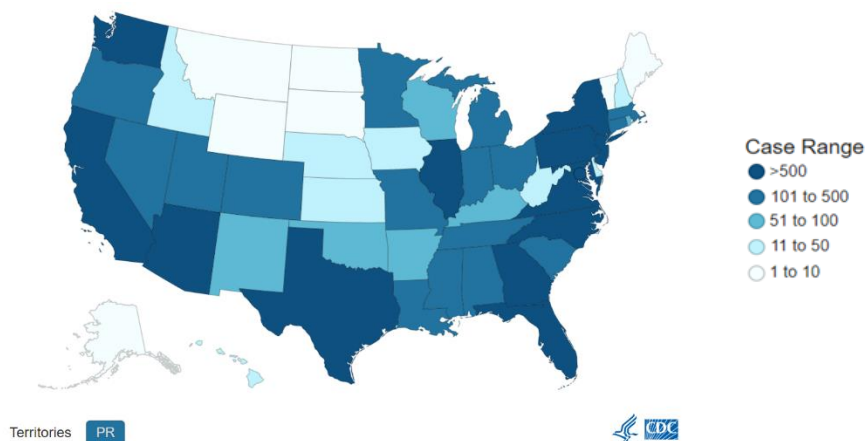 Case Range
>500
101 to 500
51 to 100
11 to 50
1 to 10
Territories PR
CDC